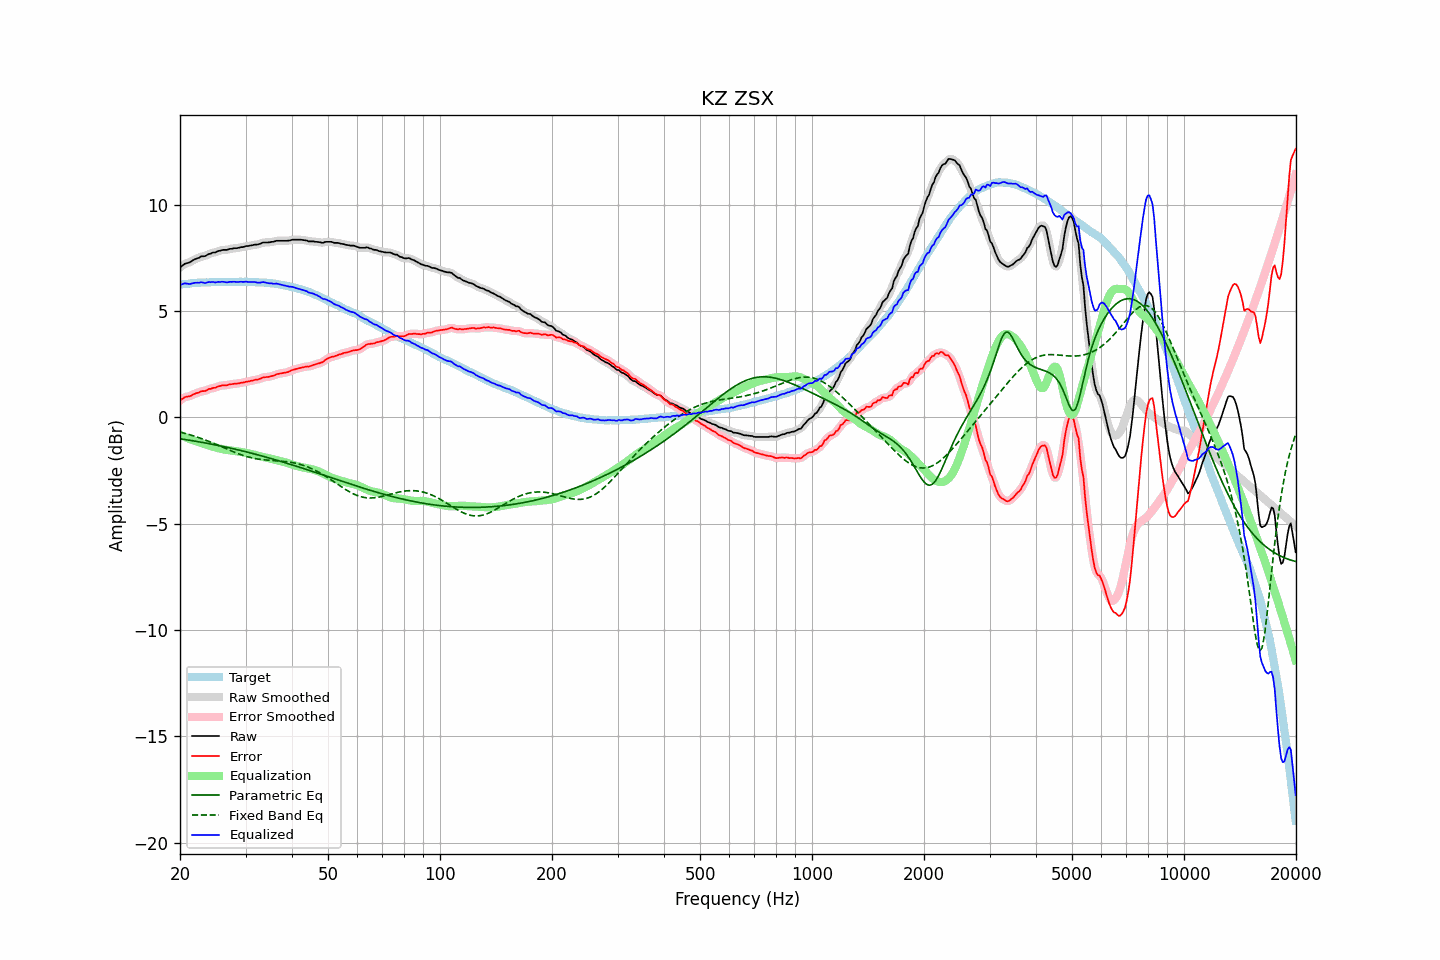 KZ ZSX
Amplitude (dBr)
10
5
0
−5
−10
−15
−20
Target
Raw Smoothed
Error Smoothed
Raw
Error
Equalization
Parametric Eq
Fixed Band Eq
Equalized
20 50 100 200 500 1000 2000 5000 10000 20000
Frequency (Hz)